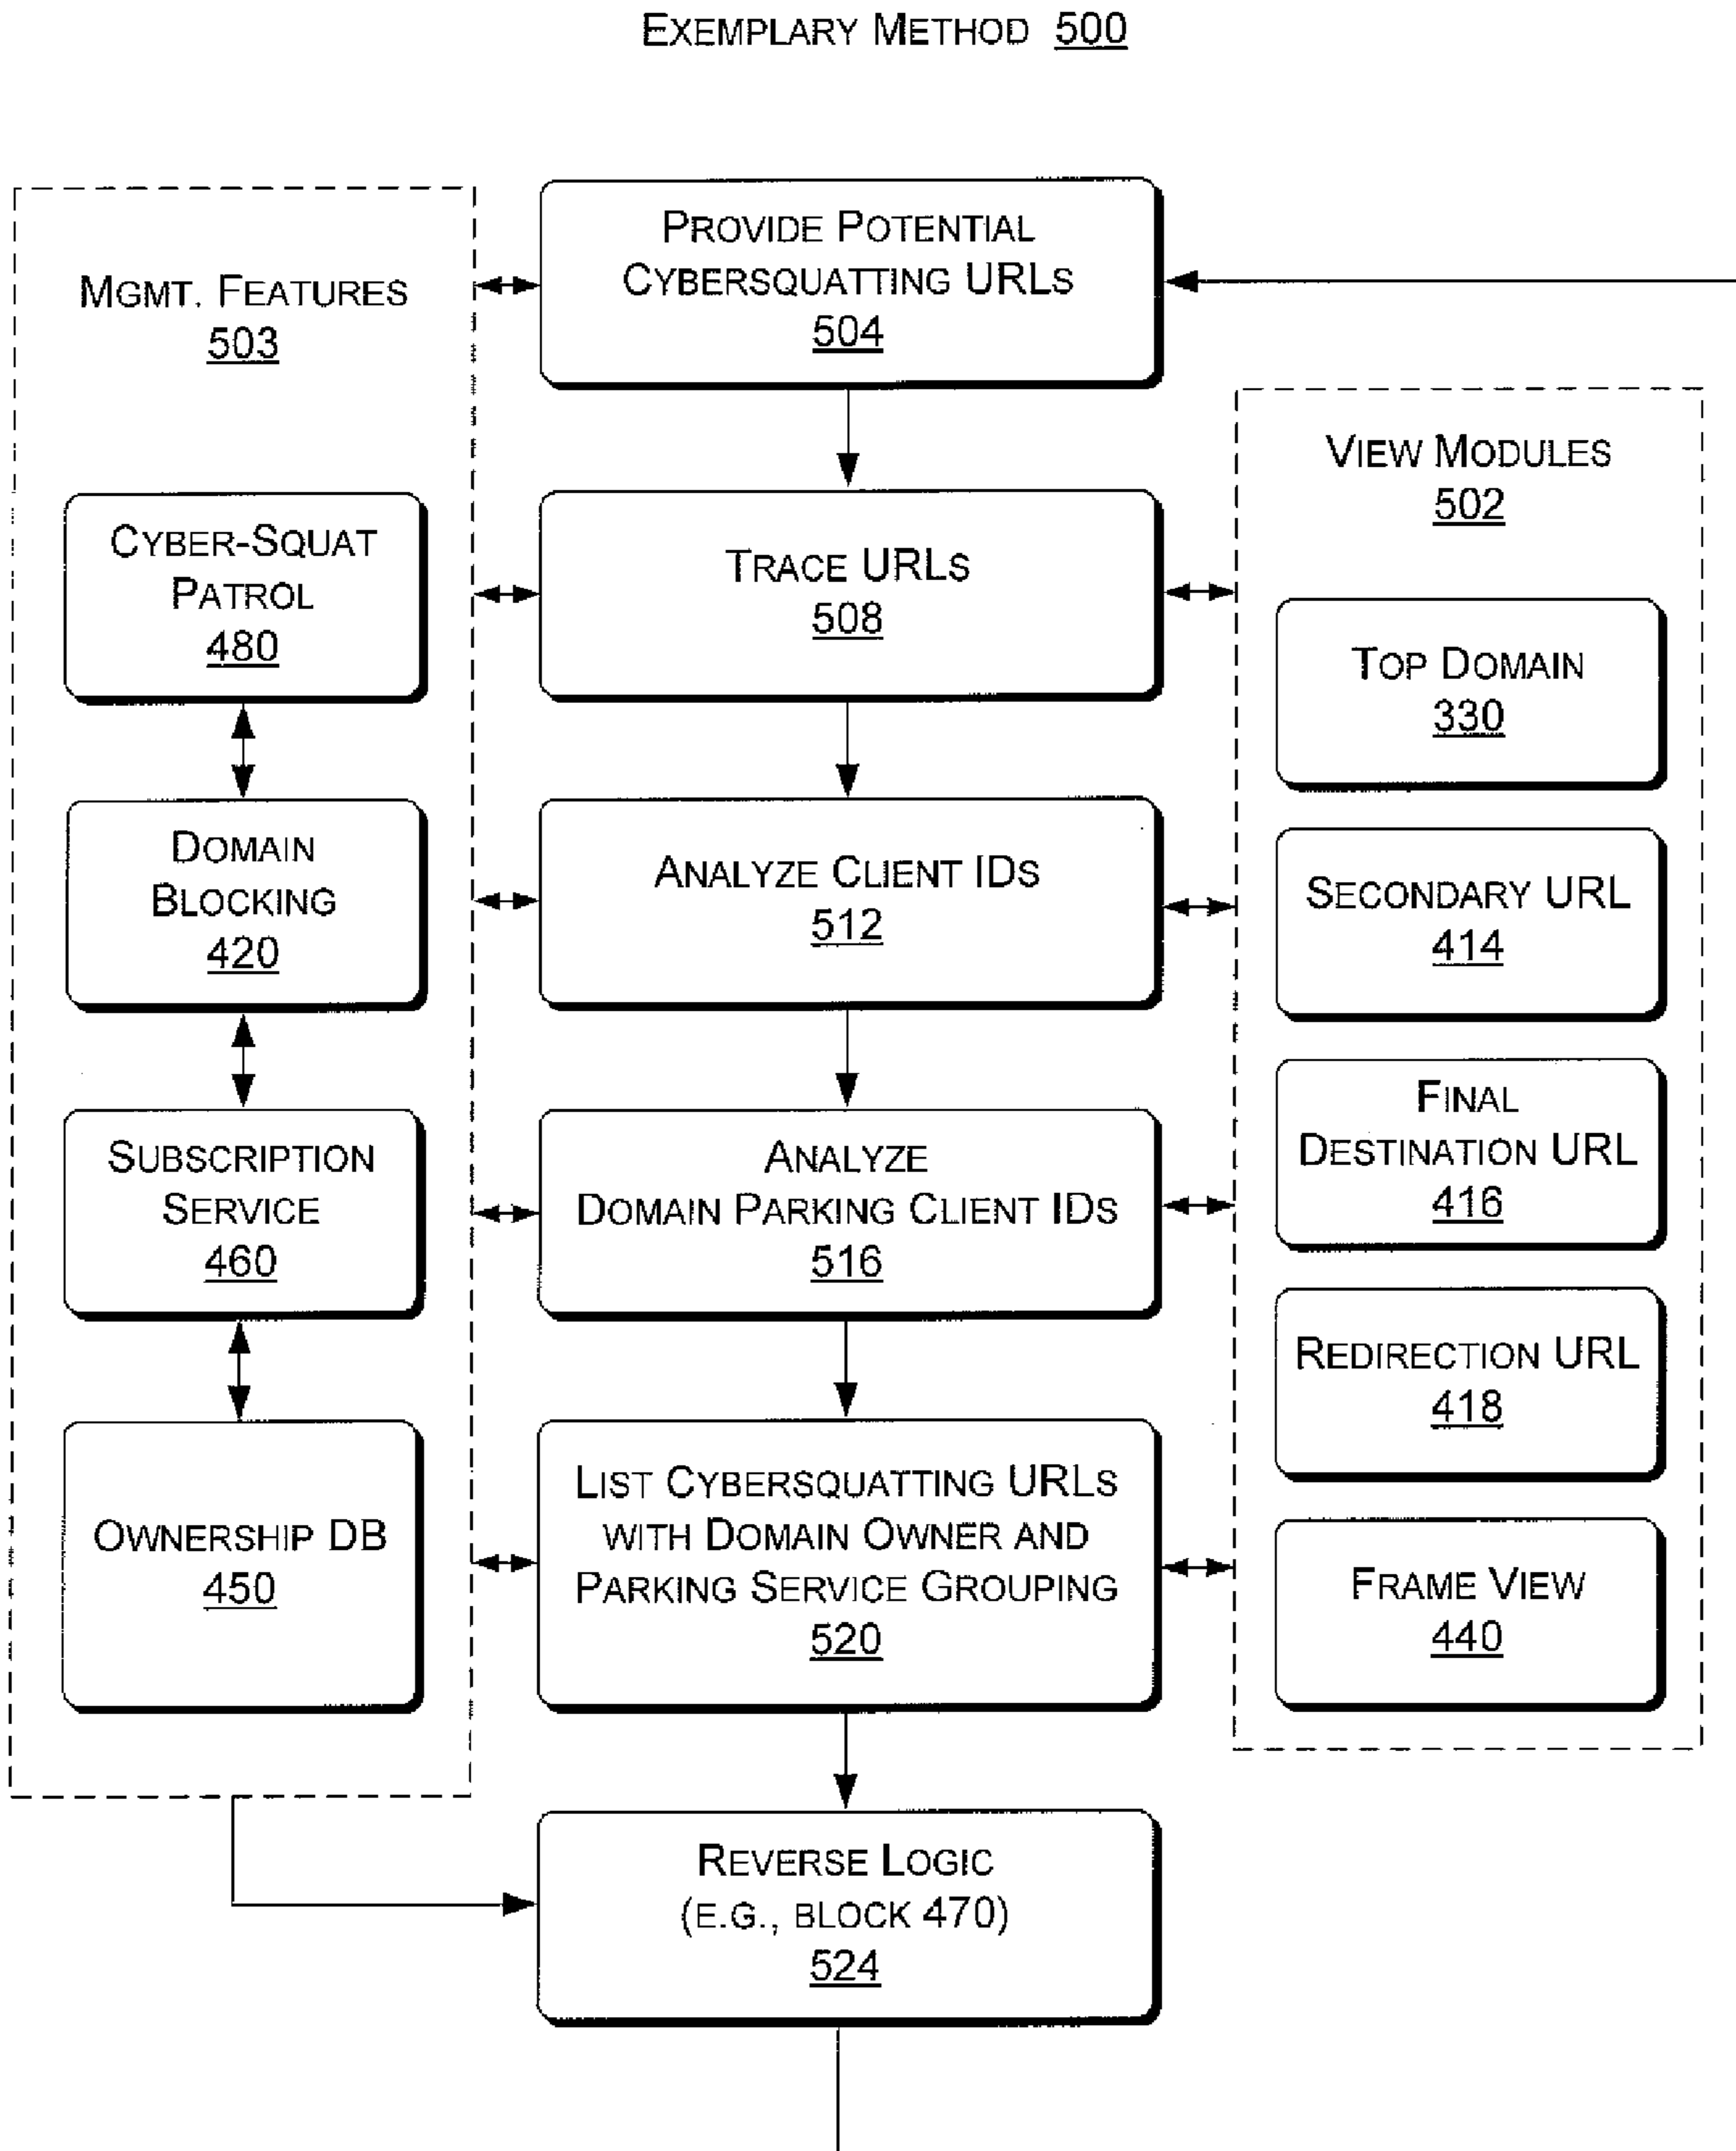 EXEMPLARY METHOD 500
PROVIDE POTENTIAL
CYBERSQUATTING URLS
504
MGMT. FEATURES
503
VIEW MODULES
502
CYBER-SQUAT
PATROL
480
TRACE URLS
508
TOP DOMAIN
330
DOMAIN
BLOCKING
420
ANALYZE CLIENT IDS
512
SECONDARY URL
414
SUBSCRIPTION
SERVICE
460
ANALYZE
DOMAIN PARKING CLIENT IDS
516
FINAL
DESTINATION URL
416
REDIRECTION URL
418
OWNERSHIP DB
450
LIST CYBERSQUATTING URLS
WITH DOMAIN OWNER AND
PARKING SERVICE GROUPING
520
FRAME VIEW
440
REVERSE LOGIC
(E.G., BLOCK 470)
524